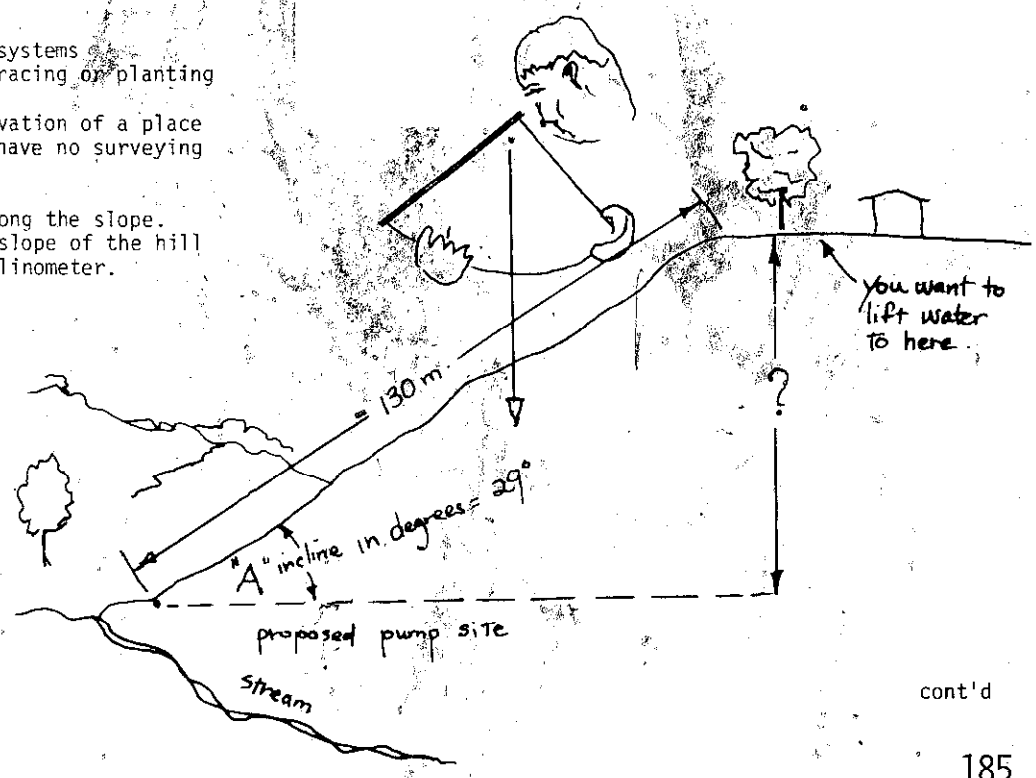 systems
racing or planting
vation of a place
have no surveying
ong the slope.
slope of the hill
linometer.
you want to
lift water
to here.
= 130 m.
?
"A" incline in degrees = 29°
proposed pump site
stream
cont'd
185